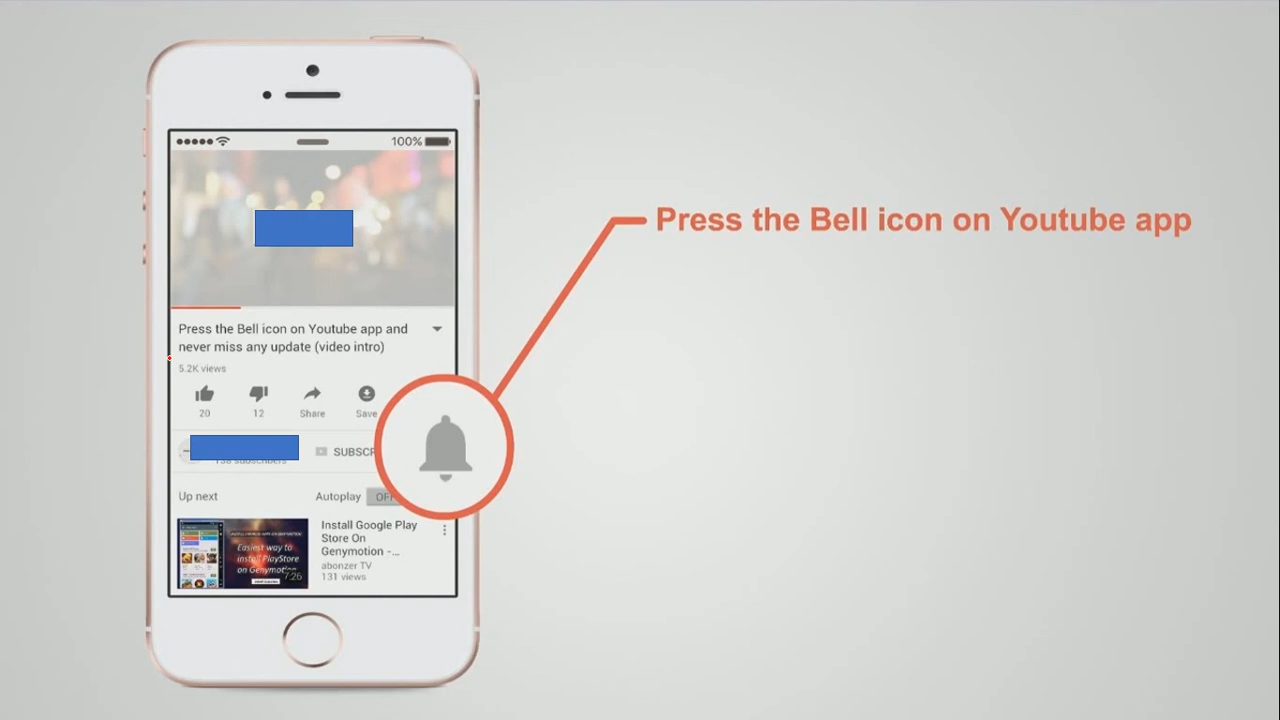 100%
Press the Bell icon on Youtube app
Press the Bell icon on Youtube app and
never miss any update (video intro)
5.2K views
20
12
Share
Save
SUBSCR
138 subscribers
Up next
Autoplay
OFF
Easiest way to
install PlayStore
on Genymotion
7:26
Install Google Play
Store On
Genymotion -...
abonzer TV
131 views